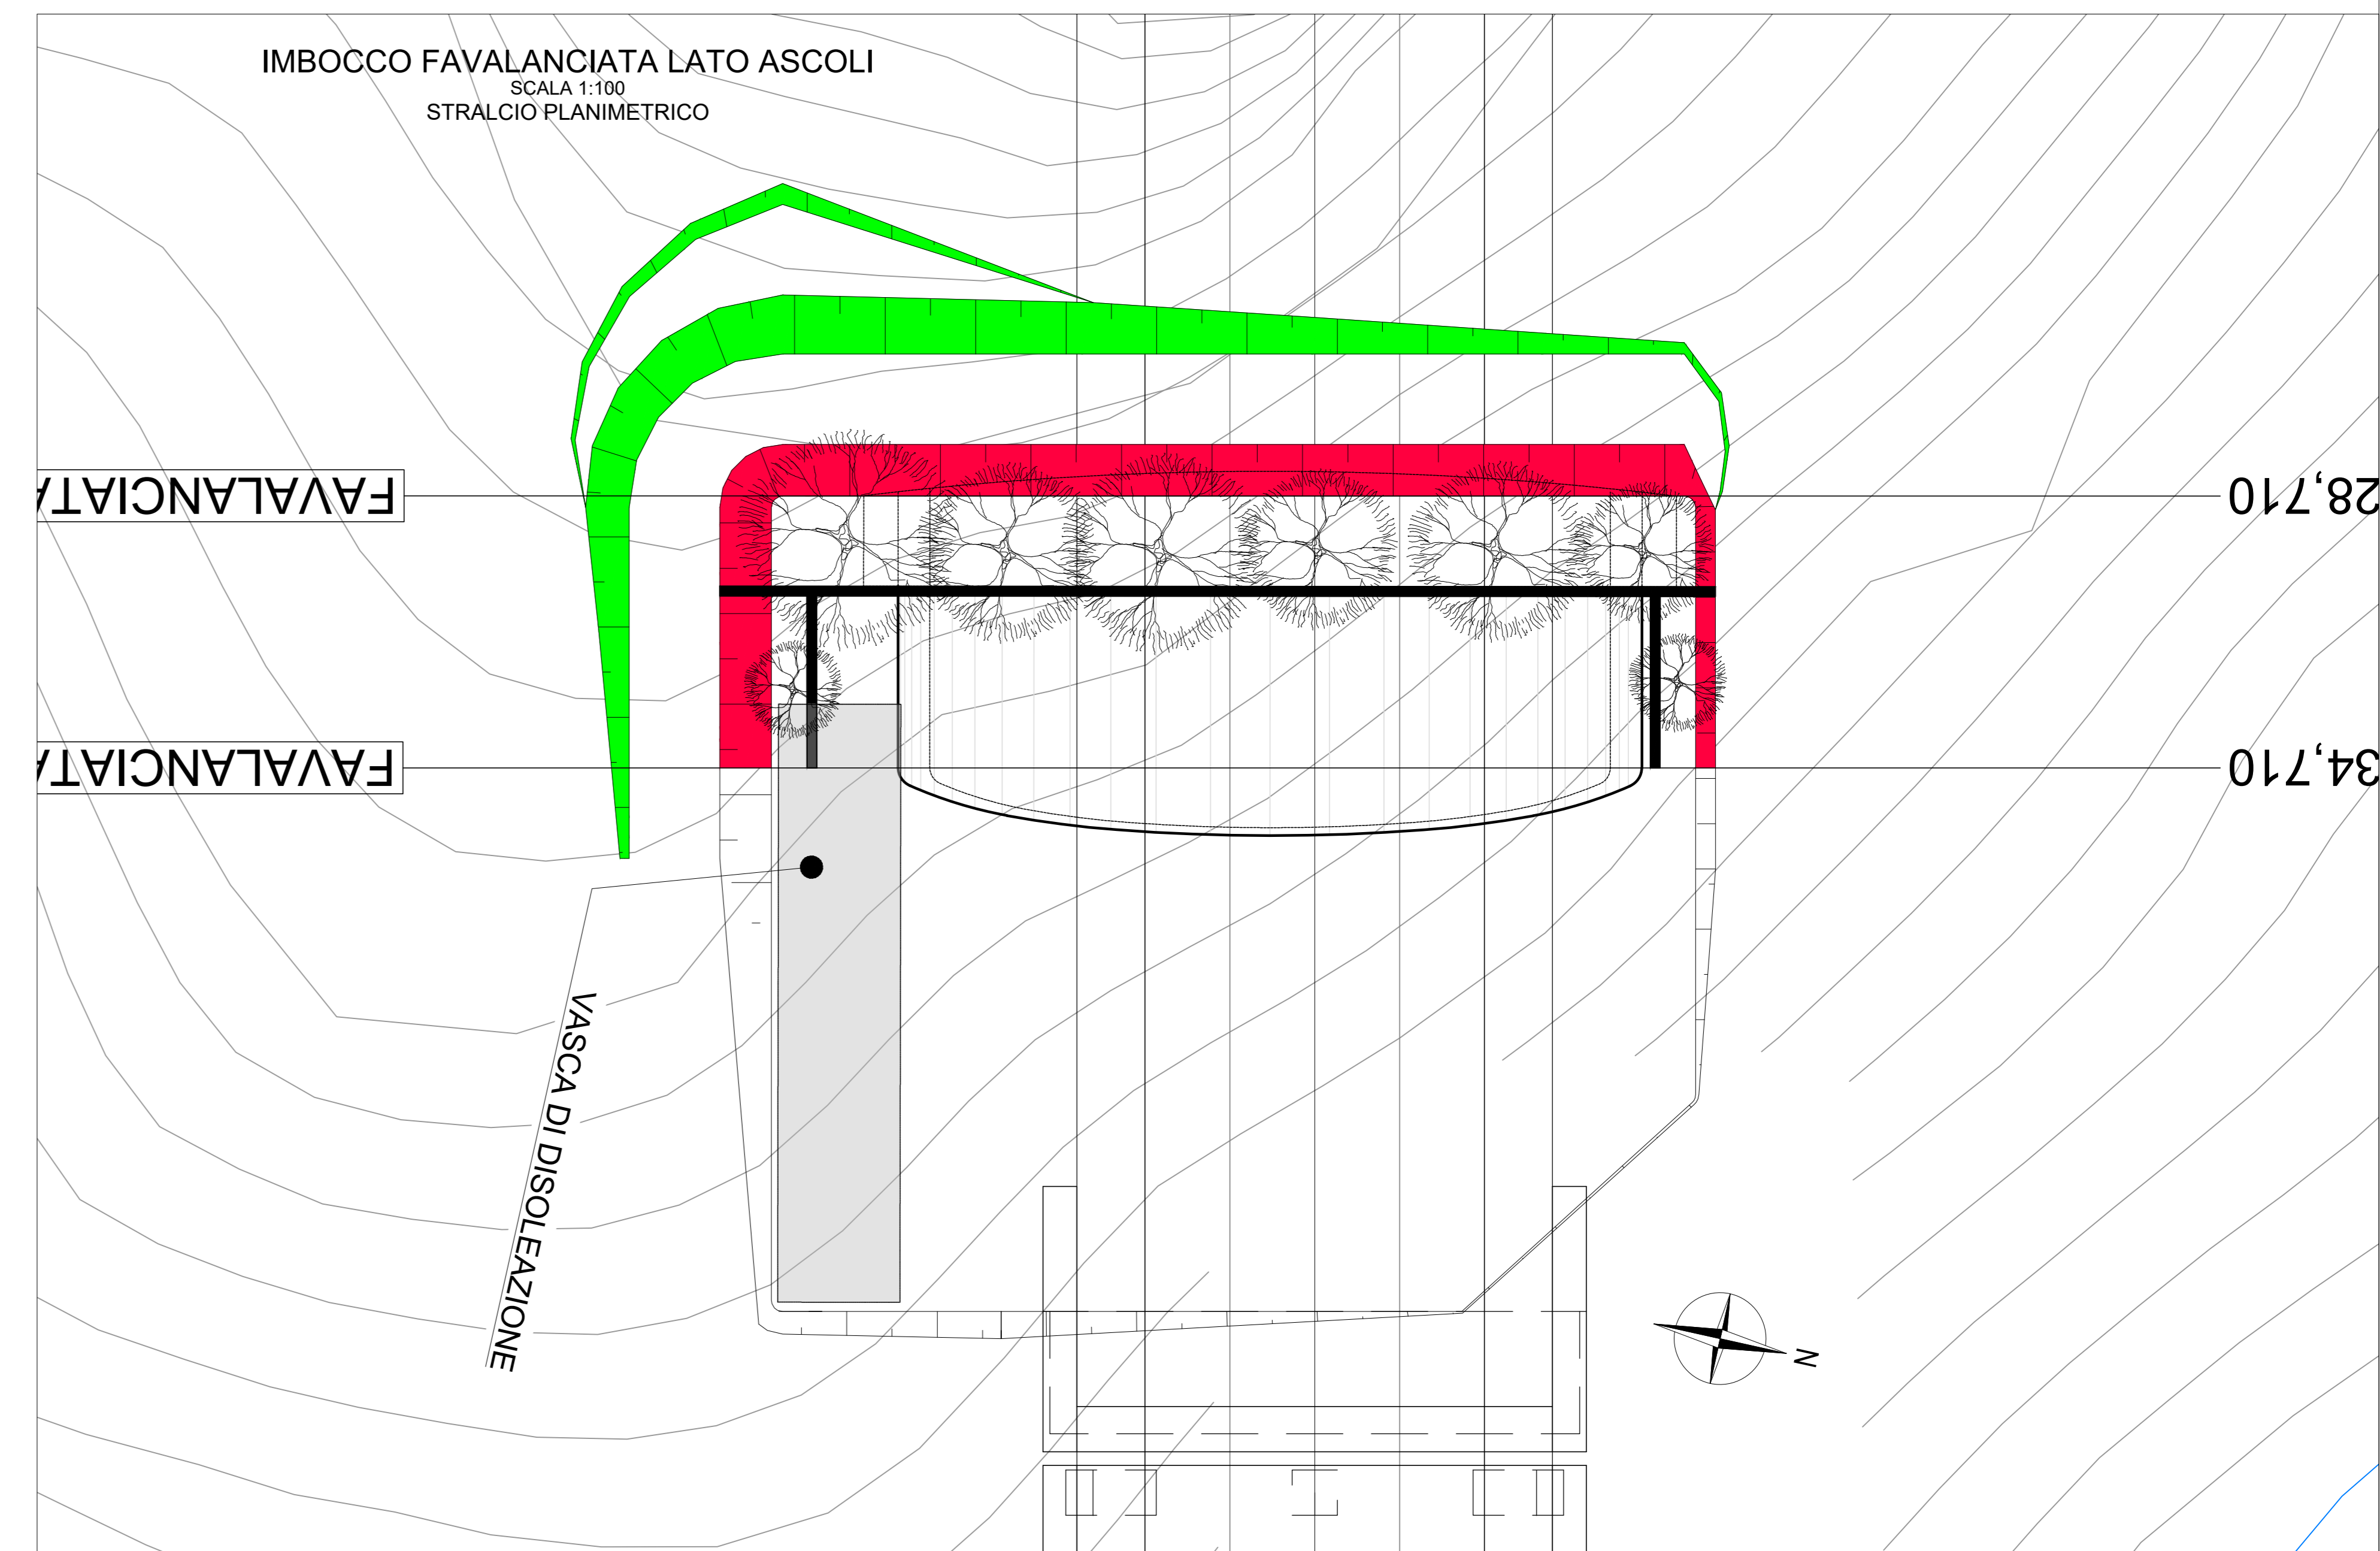 IMBOCCO FAVALANCIATA LATO ASCOLI
SCALA 1:100
STRALCIO PLANIMETRICO
FAVALANCIATA
28,710
FAVALANCIATA
34,710
VASCA DI DISOLEAZIONE
N